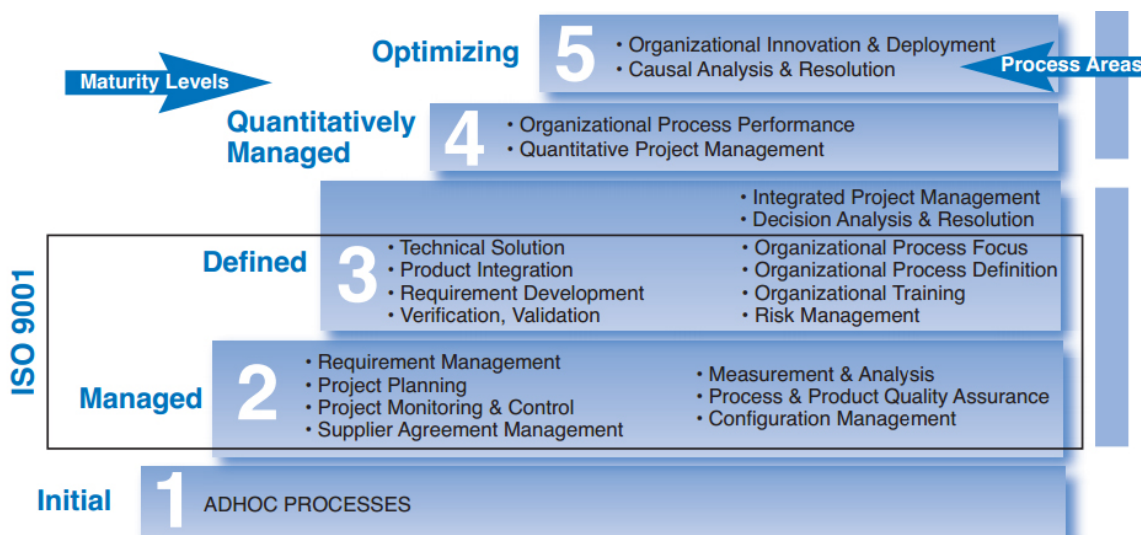 Optimizing
5
• Organizational Innovation & Deployment
• Causal Analysis & Resolution
Process Areas
Maturity Levels
Quantitatively
Managed
4
• Organizational Process Performance
• Quantitative Project Management
• Integrated Project Management
• Decision Analysis & Resolution
ISO 9001
Defined
3
• Technical Solution
• Product Integration
• Requirement Development
• Verification, Validation
• Organizational Process Focus
• Organizational Process Definition
• Organizational Training
• Risk Management
Managed
2
• Requirement Management
• Project Planning
• Project Monitoring & Control
• Supplier Agreement Management
• Measurement & Analysis
• Process & Product Quality Assurance
• Configuration Management
Initial
1
ADHOC PROCESSES